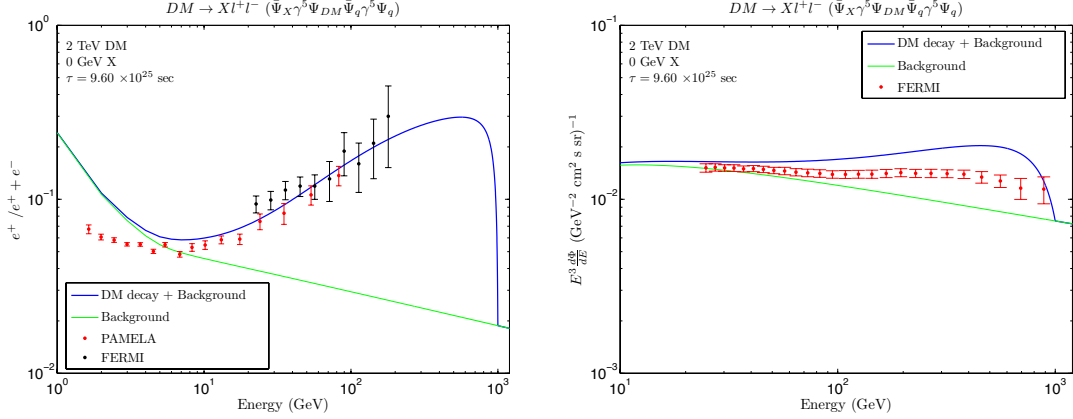 DM → Xl⁺l⁻ (Ψ̄_Xγ⁵Ψ_DMΨ̄_qγ⁵Ψ_q)
2 TeV DM
0 GeV X
τ = 9.60 ×10²⁵ sec
10⁰
10⁻¹
10⁻²
e⁺/e⁺ + e⁻
DM decay + Background
Background
PAMELA
FERMI
10⁰
10¹
10²
10³
Energy (GeV)
DM → Xl⁺l⁻ (Ψ̄_Xγ⁵Ψ_DMΨ̄_qγ⁵Ψ_q)
2 TeV DM
0 GeV X
τ = 9.60 ×10²⁵ sec
DM decay + Background
Background
FERMI
10⁻¹
10⁻²
10⁻³
E³ dΦ/dE (GeV⁻² cm² s sr)⁻¹
10¹
10²
10³
Energy (GeV)